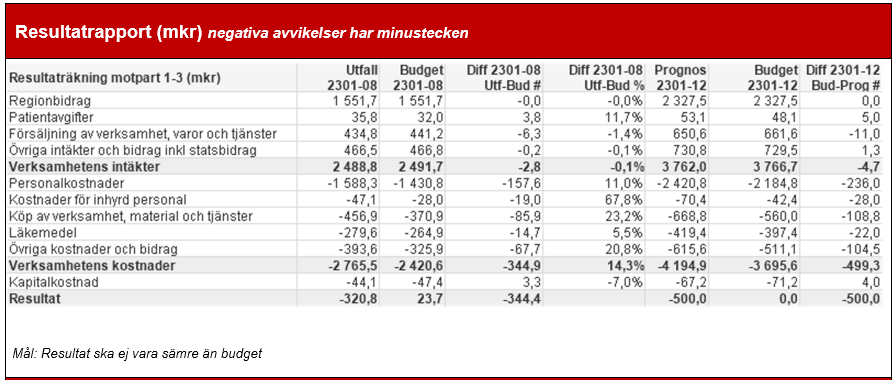 Resultatrapport (mkr) negativa avvikelser har minustecken
Resultaträkning motpart 1-3 (mkr) Utfall 2301-08 Budget 2301-08 Diff 2301-08 Utf-Bud # Diff 2301-08 Utf-Bud % Prognos 2301-12 Budget 2301-12 Diff 2301-12 Bud-Prog #
Regionbidrag 1 551,7 1 551,7 -0,0 -0,0% 2 327,5 2 327,5 0,0
Patientavgifter 35,8 32,0 3,8 11,7% 53,1 48,1 5,0
Försäljning av verksamhet, varor och tjänster 434,8 441,2 -6,3 -1,4% 650,6 661,6 -11,0
Övriga intäkter och bidrag inkl statsbidrag 466,5 466,8 -0,2 -0,1% 730,8 729,5 1,3
Verksamhetens intäkter 2 488,8 2 491,7 -2,8 -0,1% 3 762,0 3 766,7 -4,7
Personalkostnader -1 588,3 -1 430,8 -157,6 11,0% -2 420,8 -2 184,8 -236,0
Kostnader för inhyrd personal -47,1 -28,0 -19,0 67,8% -70,4 -42,4 -28,0
Köp av verksamhet, material och tjänster -456,9 -370,9 -85,9 23,2% -668,8 -560,0 -108,8
Läkemedel -279,6 -264,9 -14,7 5,5% -419,4 -397,4 -22,0
Övriga kostnader och bidrag -393,6 -325,9 -67,7 20,8% -615,6 -511,1 -104,5
Verksamhetens kostnader -2 765,5 -2 420,6 -344,9 14,3% -4 194,9 -3 695,6 -499,3
Kapitalkostnad -44,1 -47,4 3,3 -7,0% -67,2 -71,2 4,0
Resultat -320,8 23,7 -344,4 -500,0 0,0 -500,0
Mål: Resultat ska ej vara sämre än budget